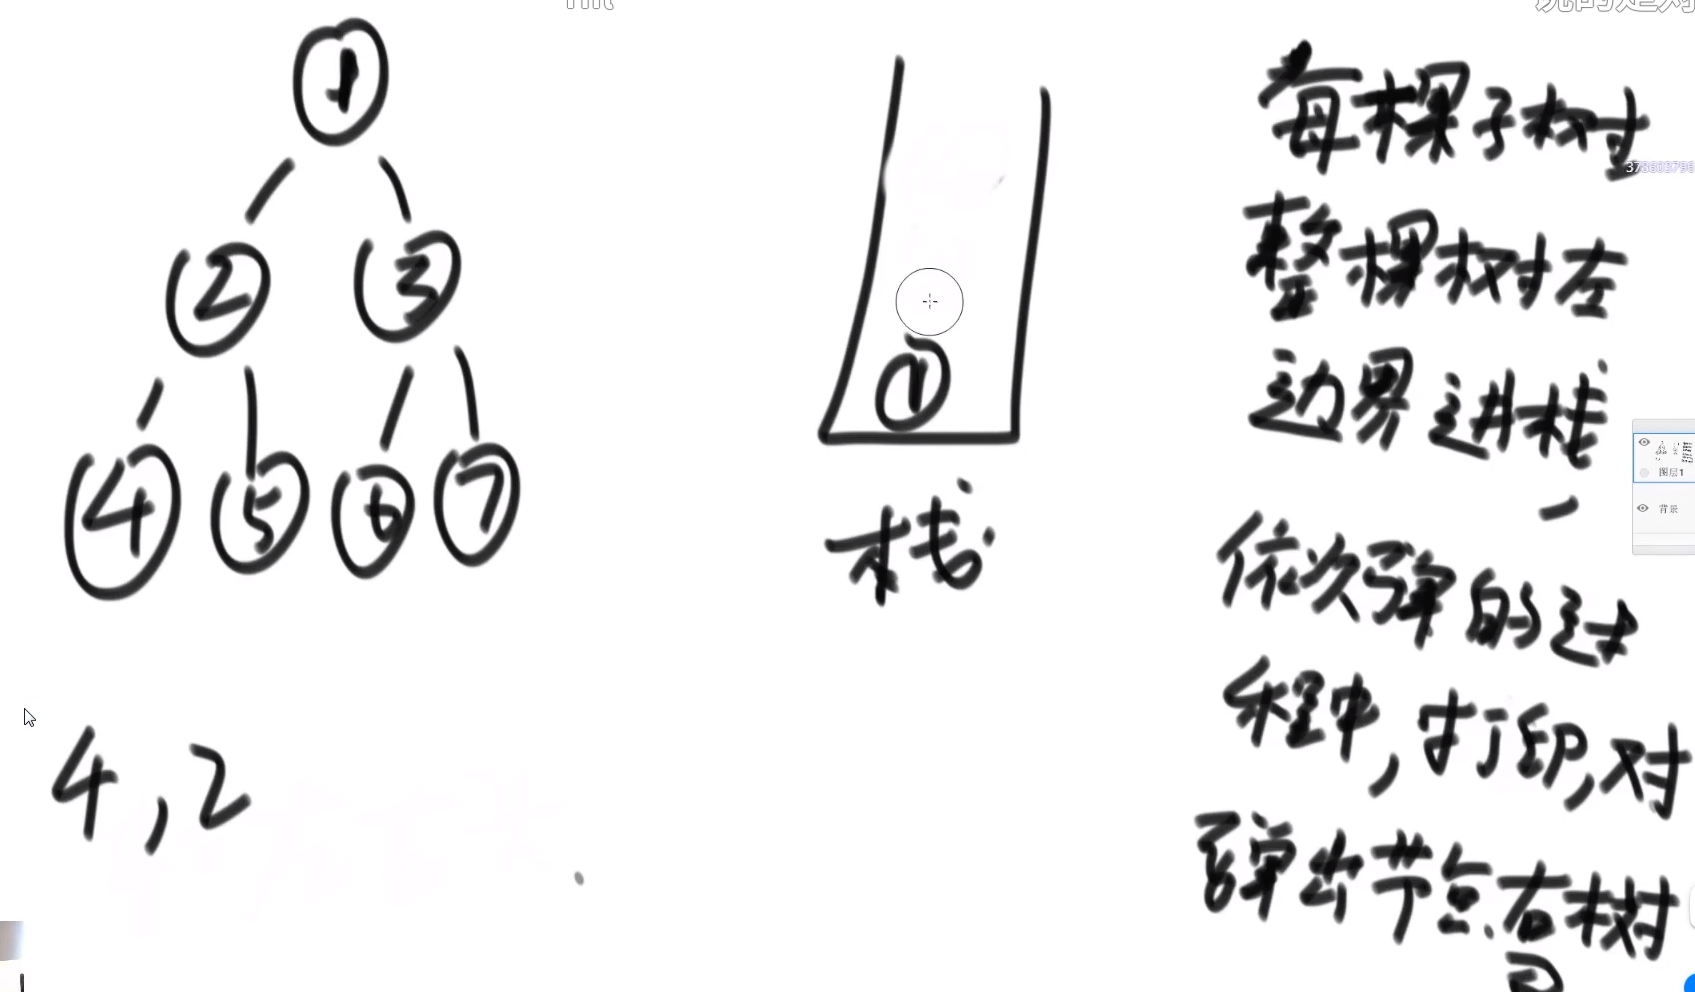 1
2 3
4 5 6 7
4,2
1
栈
每棵子树
整棵树左
边界进栈,
依次弹的过
程中,打印,对
弹出节点右树
图层1
背景